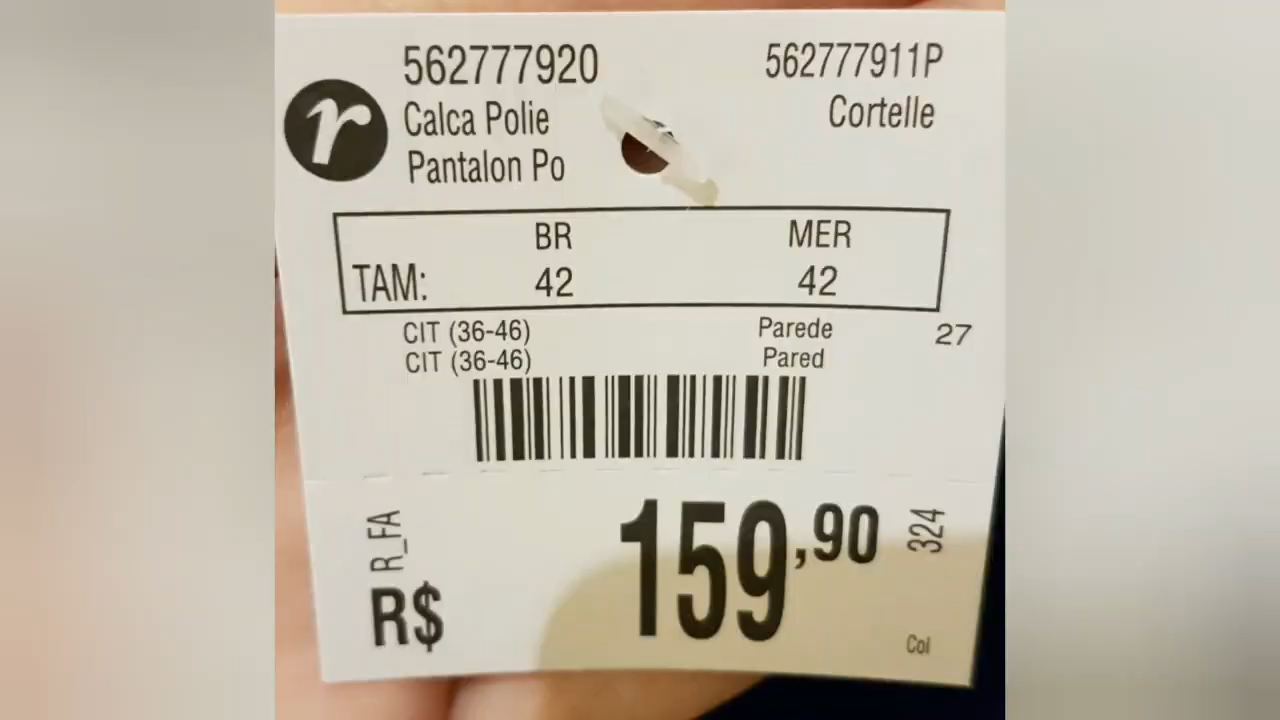 562777920 562777911P
r Calca Polie Cortelle
Pantalon Po
BR MER
TAM: 42 42
CIT (36-46) Parede 27
CIT (36-46) Pared
R_FA
R$ 159,90 324
Col